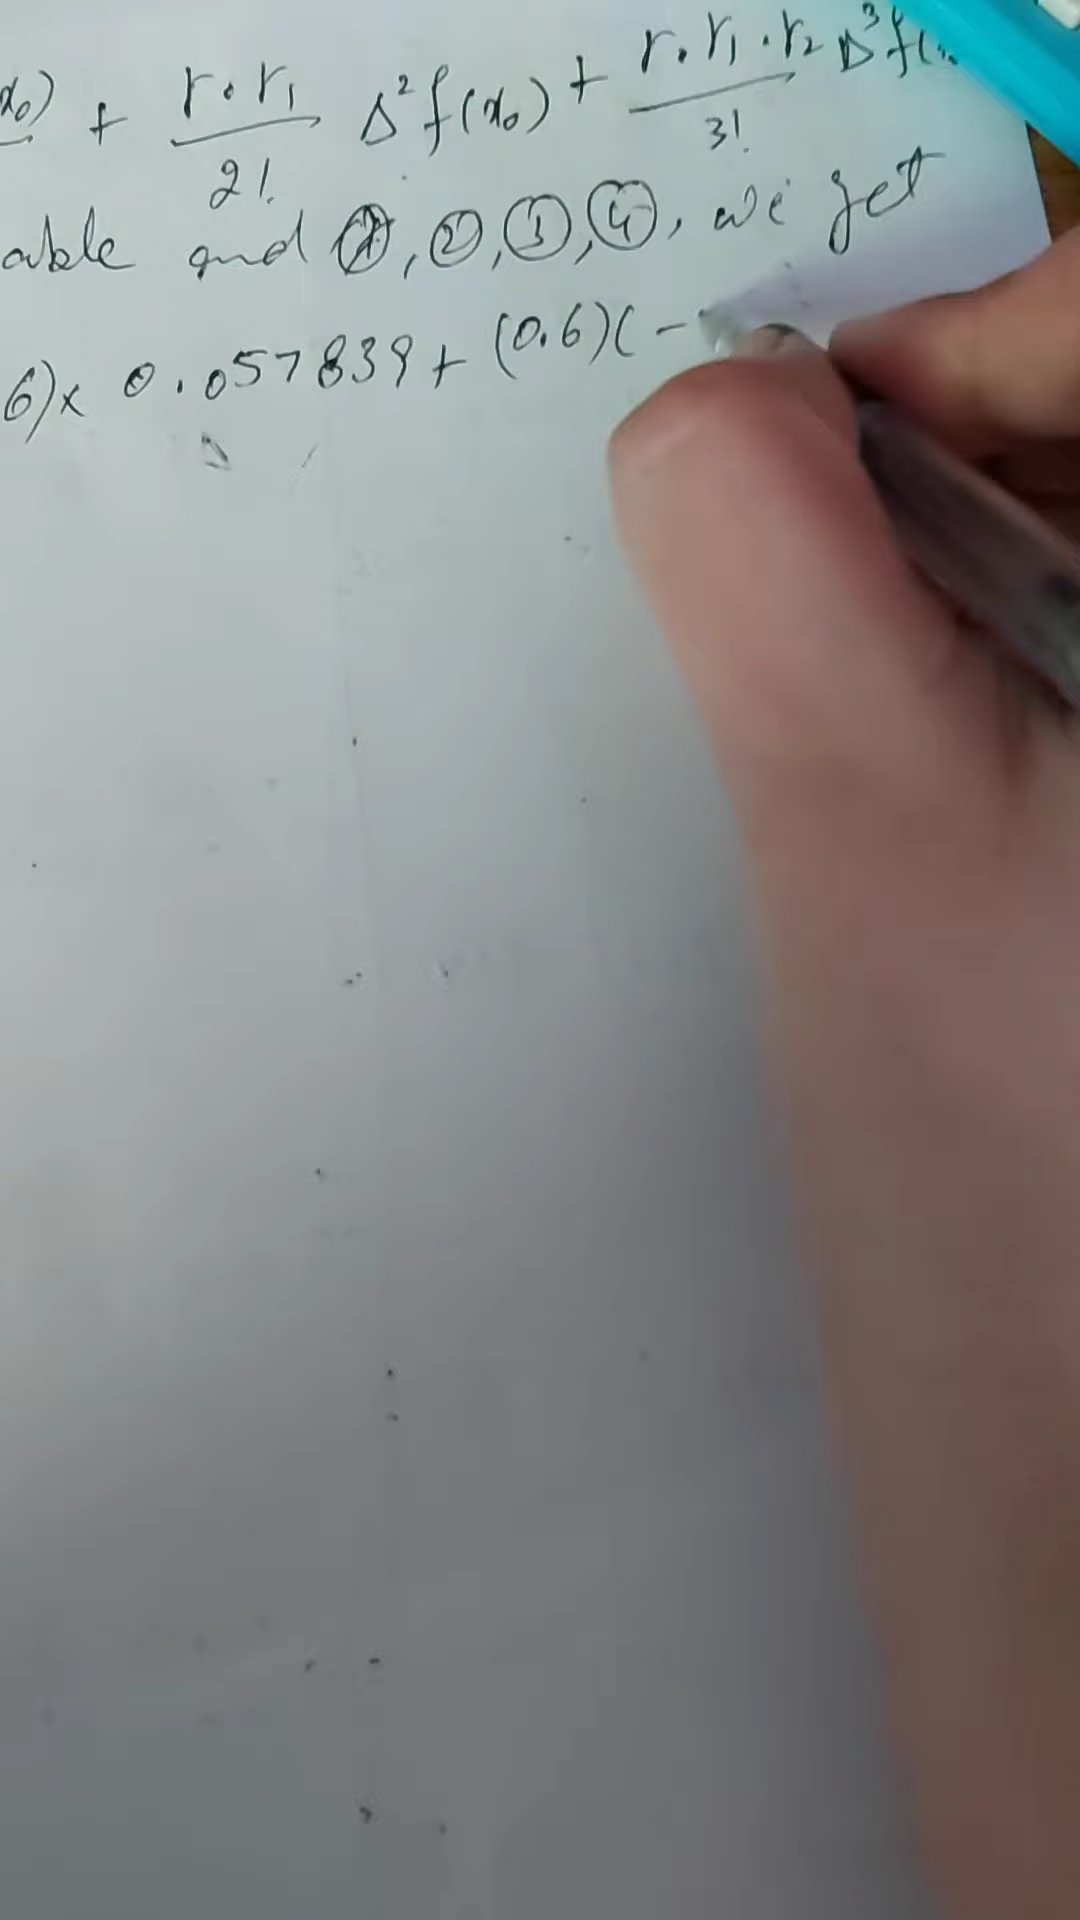 x₀) + r·r₁/2! Δ²f(x₀) + r·r₁·r₂/3! Δ³f(x₀
able and ①, ②, ③, ④, we get
6)x 0.057839 + (0.6)(-